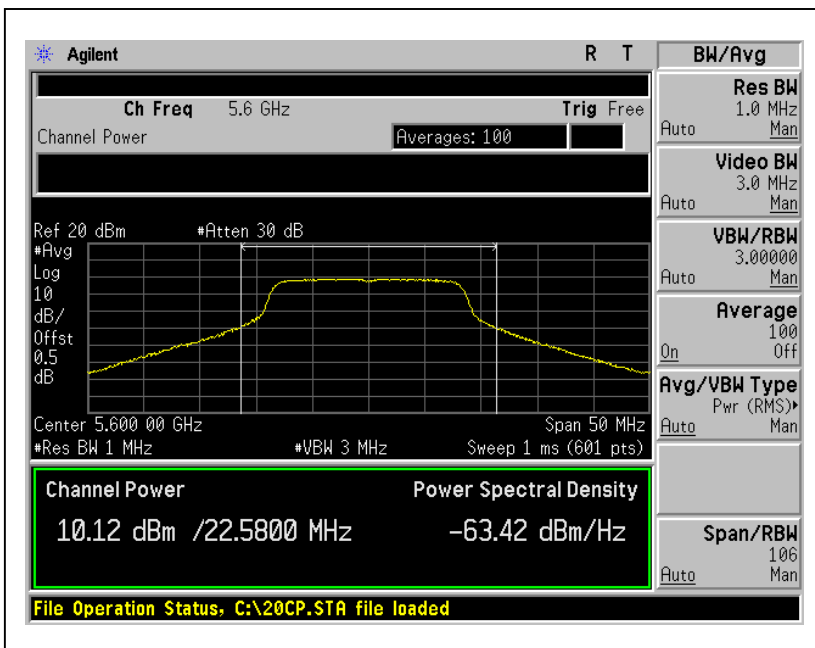 Agilent R T
BW/Avg
Ch Freq 5.6 GHz Trig Free
Channel Power Averages: 100
Ref 20 dBm #Atten 30 dB
#Avg
Log
10
dB/
Offst
0.5
dB
Center 5.600 00 GHz Span 50 MHz
#Res BW 1 MHz #VBW 3 MHz Sweep 1 ms (601 pts)
Channel Power Power Spectral Density
10.12 dBm /22.5800 MHz -63.42 dBm/Hz
File Operation Status, C:\20CP.STA file loaded
Res BW
1.0 MHz
Auto Man
Video BW
3.0 MHz
Auto Man
VBW/RBW
3.00000
Auto Man
Average
100
On Off
Avg/VBW Type
Pwr (RMS)▸
Auto Man
Span/RBW
106
Auto Man